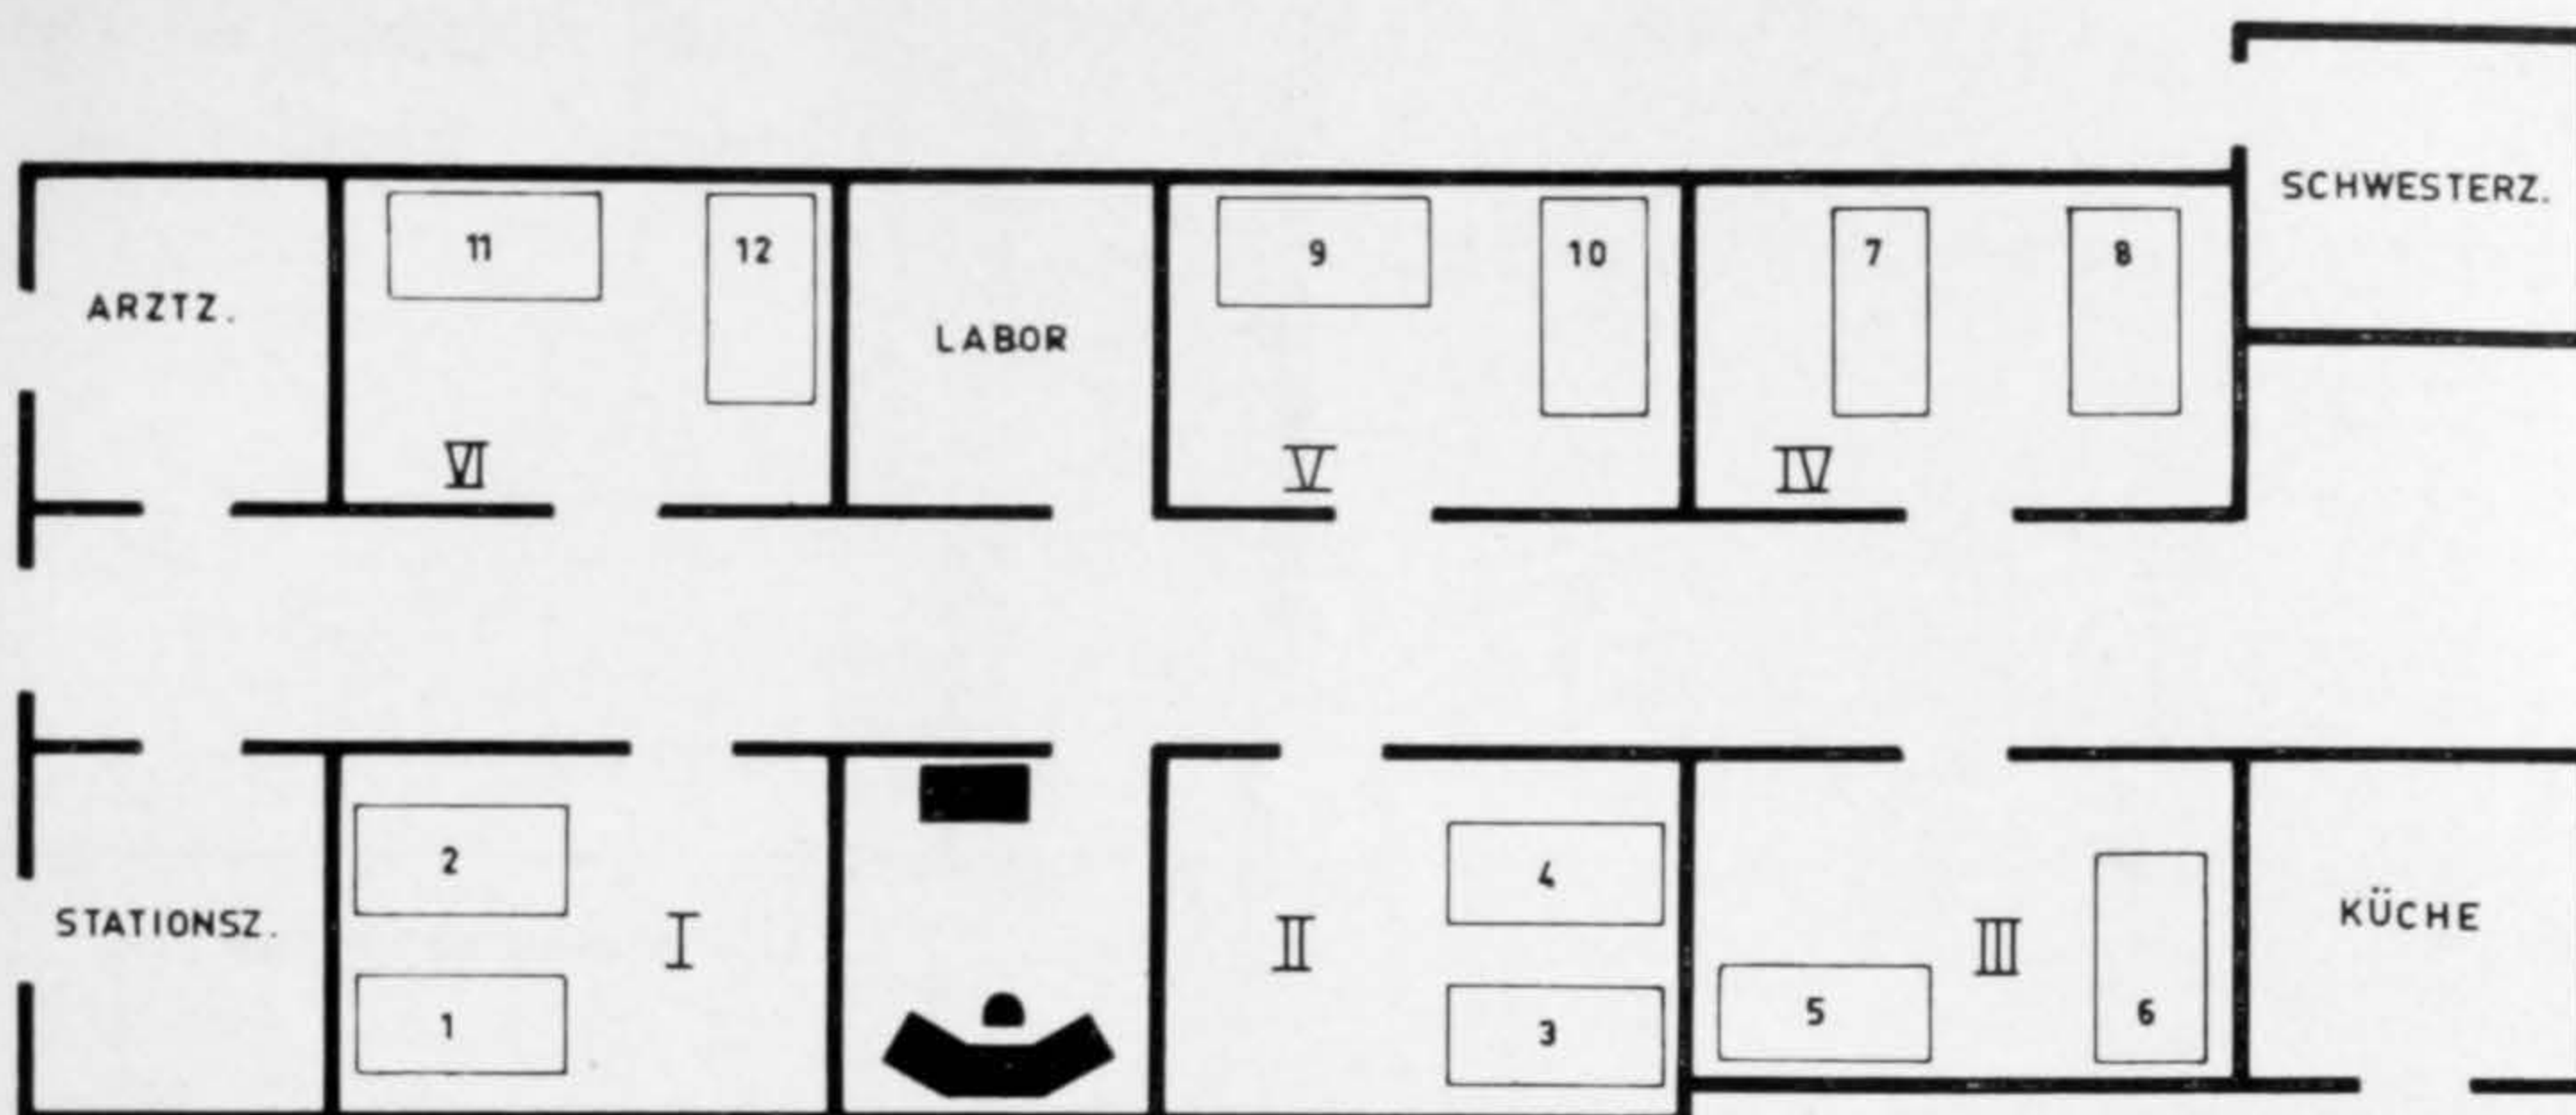 SCHWESTERZ.
11
12
9
10
7
8
ARZTZ.
LABOR
VI
V
IV
2
4
STATIONSZ.
I
II
III
KÜCHE
1
3
5
6